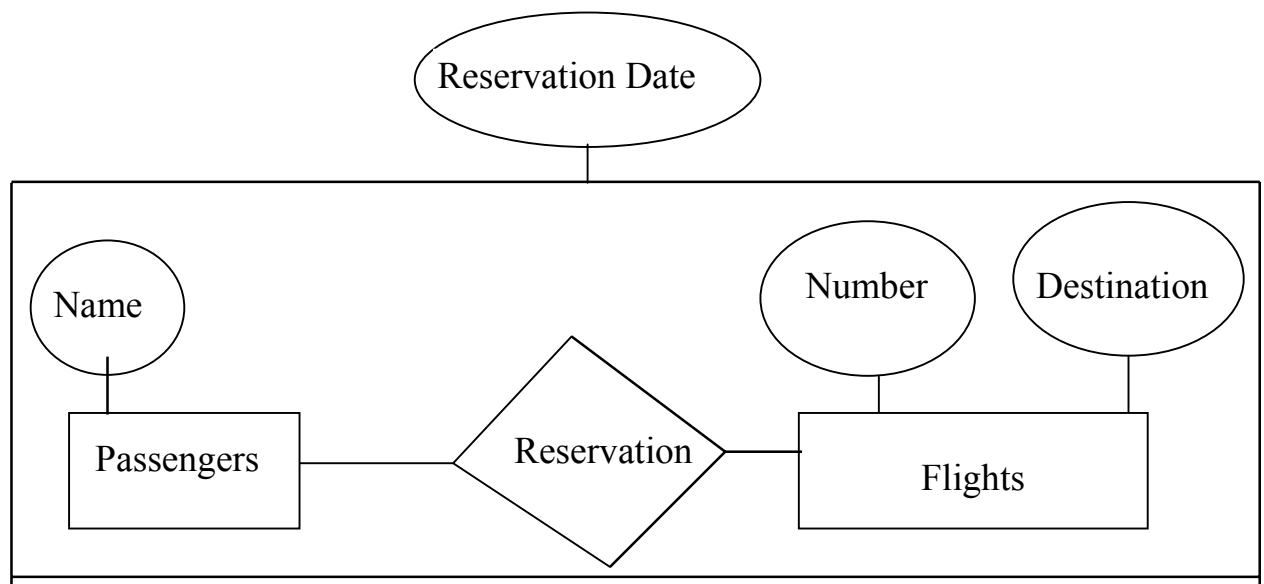 Reservation Date
Name
Number
Destination
Passengers
Reservation
Flights